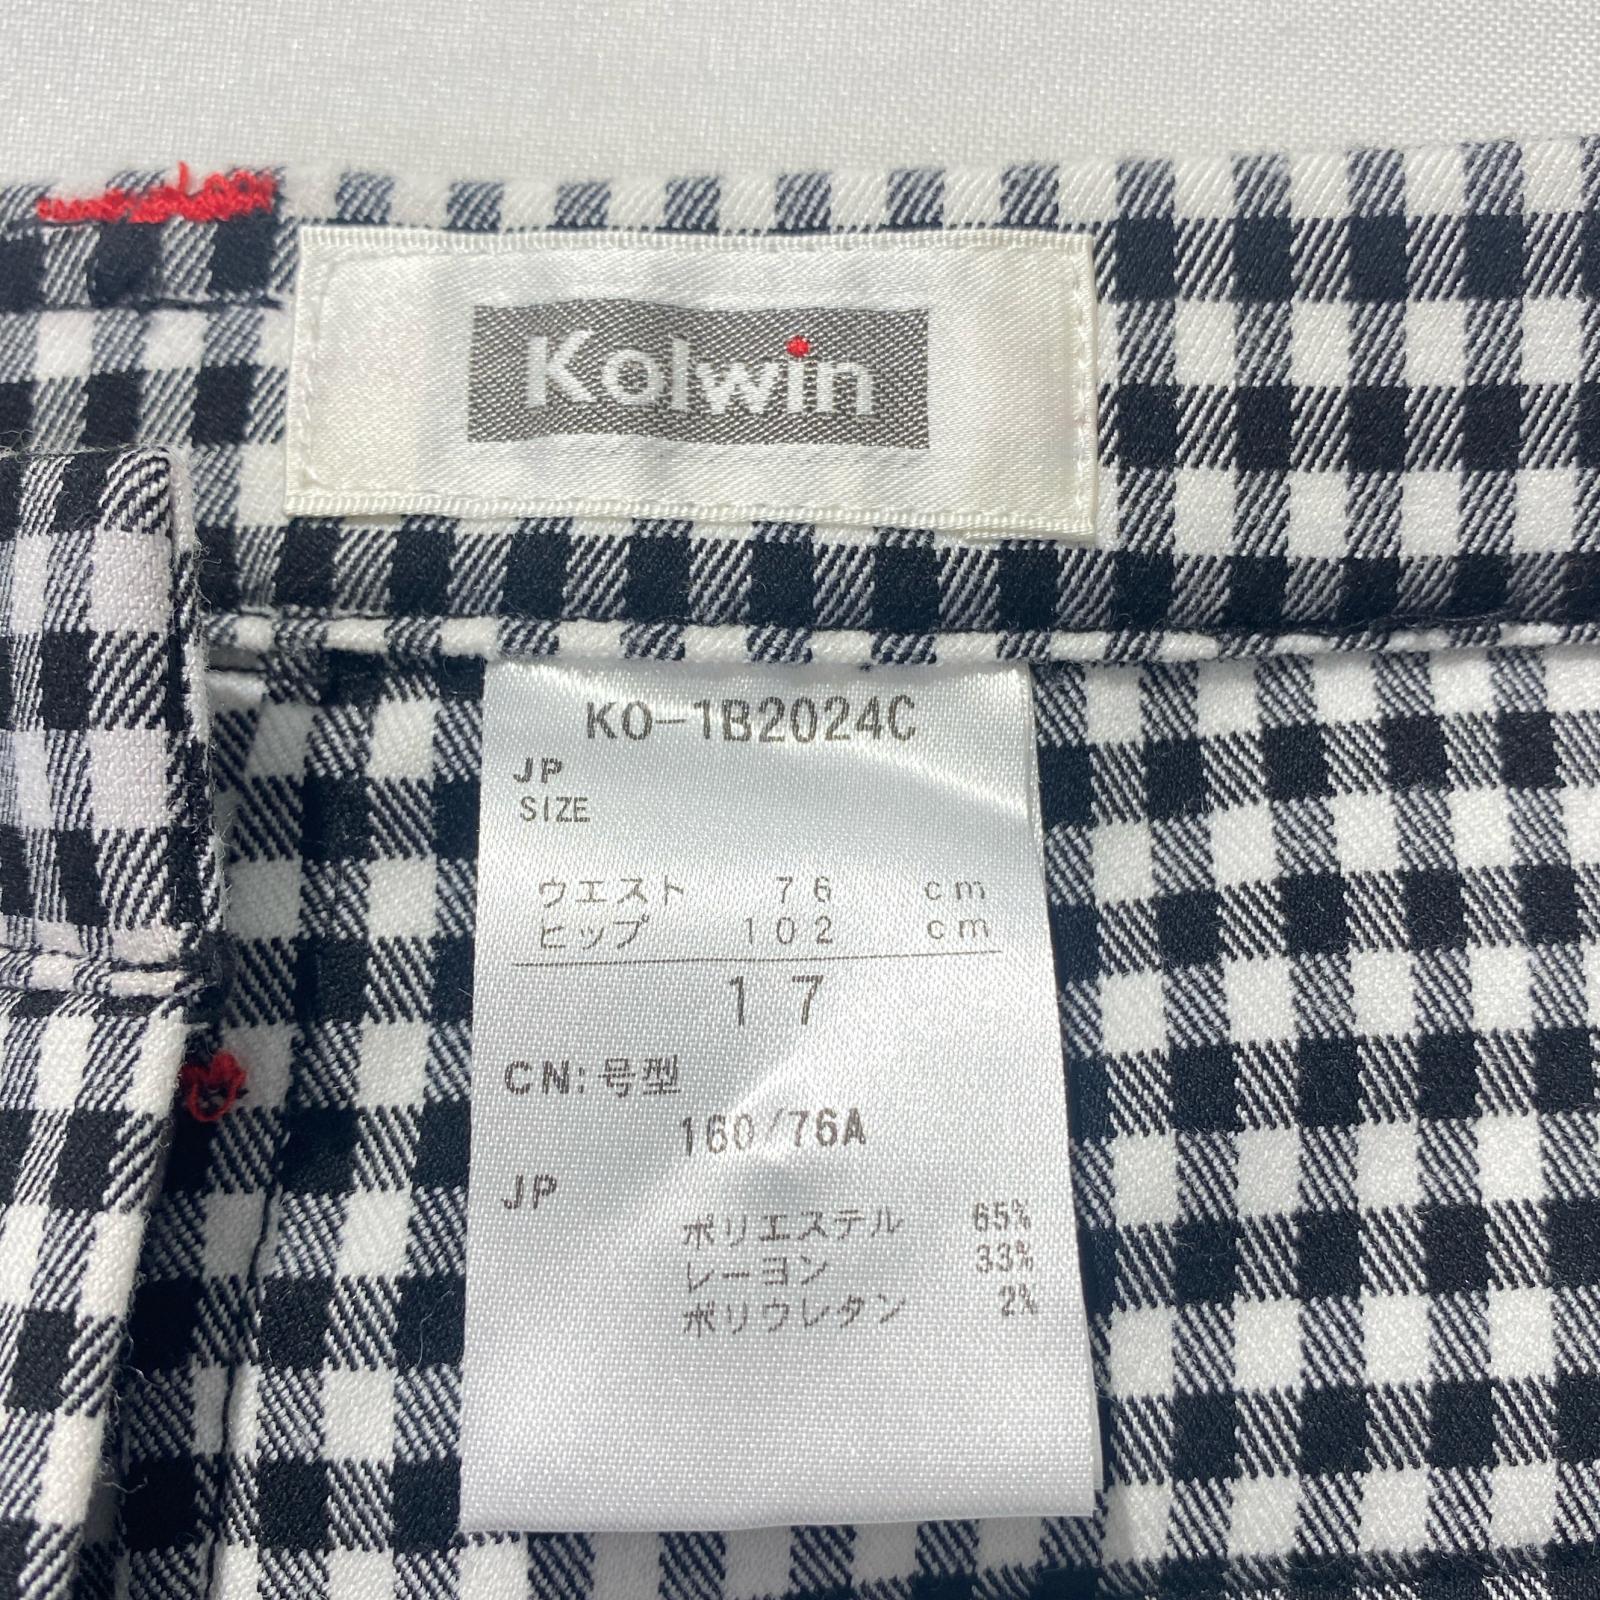 Kolwin
KO-1B2024C
JP
SIZE
ウエスト 76 cm
ヒップ 102 cm
17
CN:号型
160/76A
JP
ポリエステル 65%
レーヨン 33%
ポリウレタン 2%